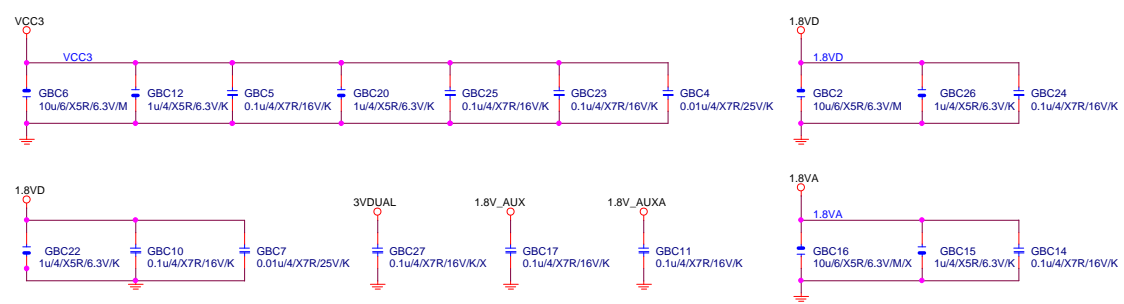 VCC3
VCC3
GBC6
10u/6/X5R/6.3V/M
GBC12
1u/4/X5R/6.3V/K
GBC5
0.1u/4/X7R/16V/K
GBC20
1u/4/X5R/6.3V/K
GBC25
0.1u/4/X7R/16V/K
GBC23
0.1u/4/X7R/16V/K
GBC4
0.01u/4/X7R/25V/K
1.8VD
1.8VD
GBC2
10u/6/X5R/6.3V/M
GBC26
1u/4/X5R/6.3V/K
GBC24
0.1u/4/X7R/16V/K
1.8VD
GBC22
1u/4/X5R/6.3V/K
GBC10
0.1u/4/X7R/16V/K
GBC7
0.01u/4/X7R/25V/K
3VDUAL
GBC27
0.1u/4/X7R/16V/K/X
1.8V_AUX
GBC17
0.1u/4/X7R/16V/K
1.8V_AUXA
GBC11
0.1u/4/X7R/16V/K
1.8VA
1.8VA
GBC16
10u/6/X5R/6.3V/M/X
GBC15
1u/4/X5R/6.3V/K
GBC14
0.1u/4/X7R/16V/K